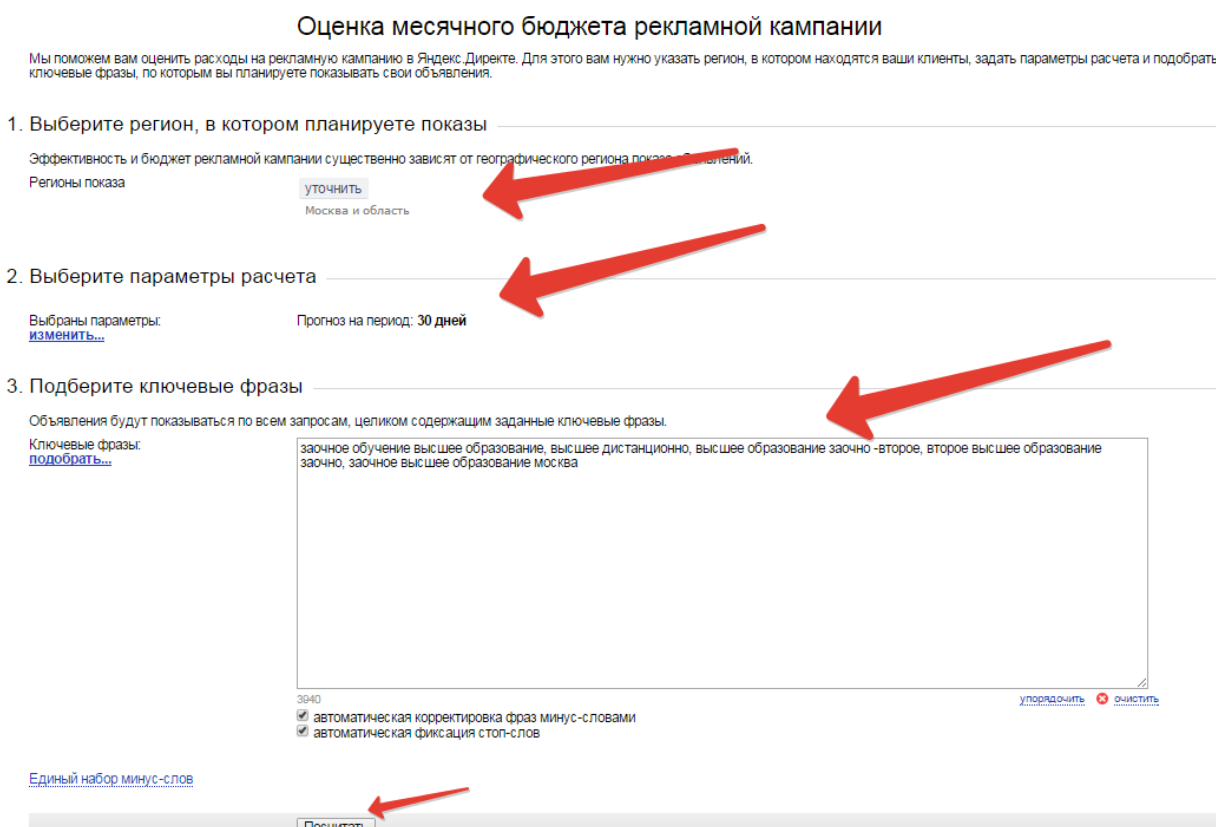 Оценка месячного бюджета рекламной кампании
Мы поможем вам оценить расходы на рекламную кампанию в Яндекс.Директе. Для этого вам нужно указать регион, в котором находятся ваши клиенты, задать параметры расчета и подобрать
ключевые фразы, по которым вы планируете показывать свои объявления.
1. Выберите регион, в котором планируете показы
Эффективность и бюджет рекламной кампании существенно зависят от географического региона показа объявлений.
Регионы показа
уточнить
Москва и область
2. Выберите параметры расчета
Выбраны параметры:
изменить...
Прогноз на период: 30 дней
3. Подберите ключевые фразы
Объявления будут показываться по всем запросам, целиком содержащим заданные ключевые фразы.
Ключевые фразы:
подобрать...
заочное обучение высшее образование, высшее дистанционно, высшее образование заочно -второе, второе высшее образование
заочно, заочное высшее образование москва
3940
упорядочить
очистить
автоматическая корректировка фраз минус-словами
автоматическая фиксация стоп-слов
Единый набор минус-слов
Посчитать